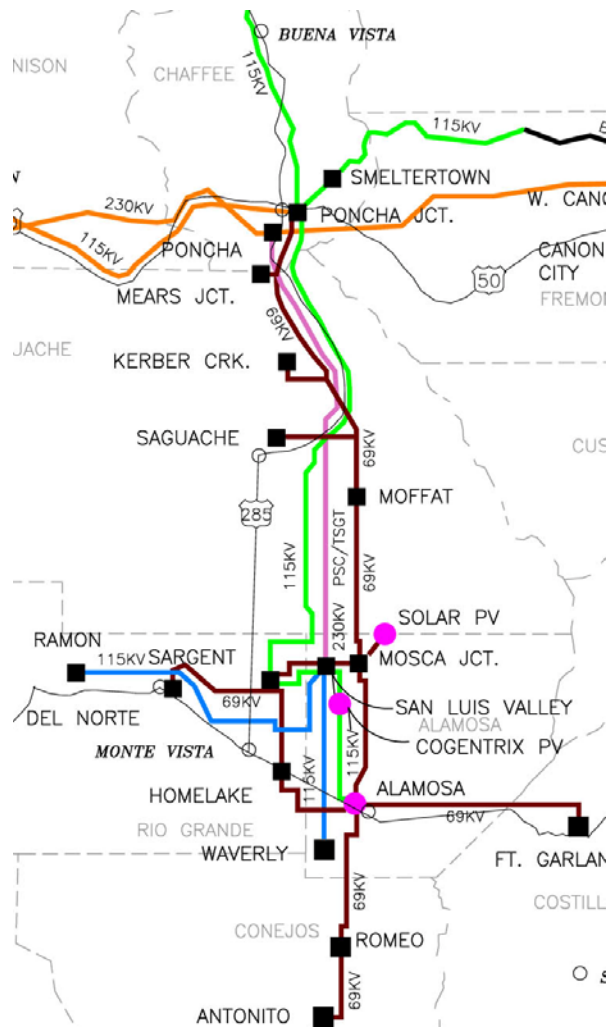 BUENA VISTA
NISON
CHAFFEE
115KV
115KV
SMELTERTOWN
230KV
W. CANO
PONCHA JCT.
PONCHA
115KV
CANON
CITY
50
MEARS JCT.
FREMON
69KV
UACHE
KERBER CRK.
SAGUACHE
CUS
69KV
MOFFAT
285
115KV
PSC/TSGT
69KV
SOLAR PV
RAMON
230KV
115KV
SARGENT
MOSCA JCT.
69KV
SAN LUIS VALLEY
DEL NORTE
ALAMOSA
COGENTRIX PV
MONTE VISTA
115KV
115KV
HOMELAKE
ALAMOSA
69KV
RIO GRANDE
WAVERLY
FT. GARLAN
69KV
COSTILL
CONEJOS
ROMEO
69KV
S
ANTONITO